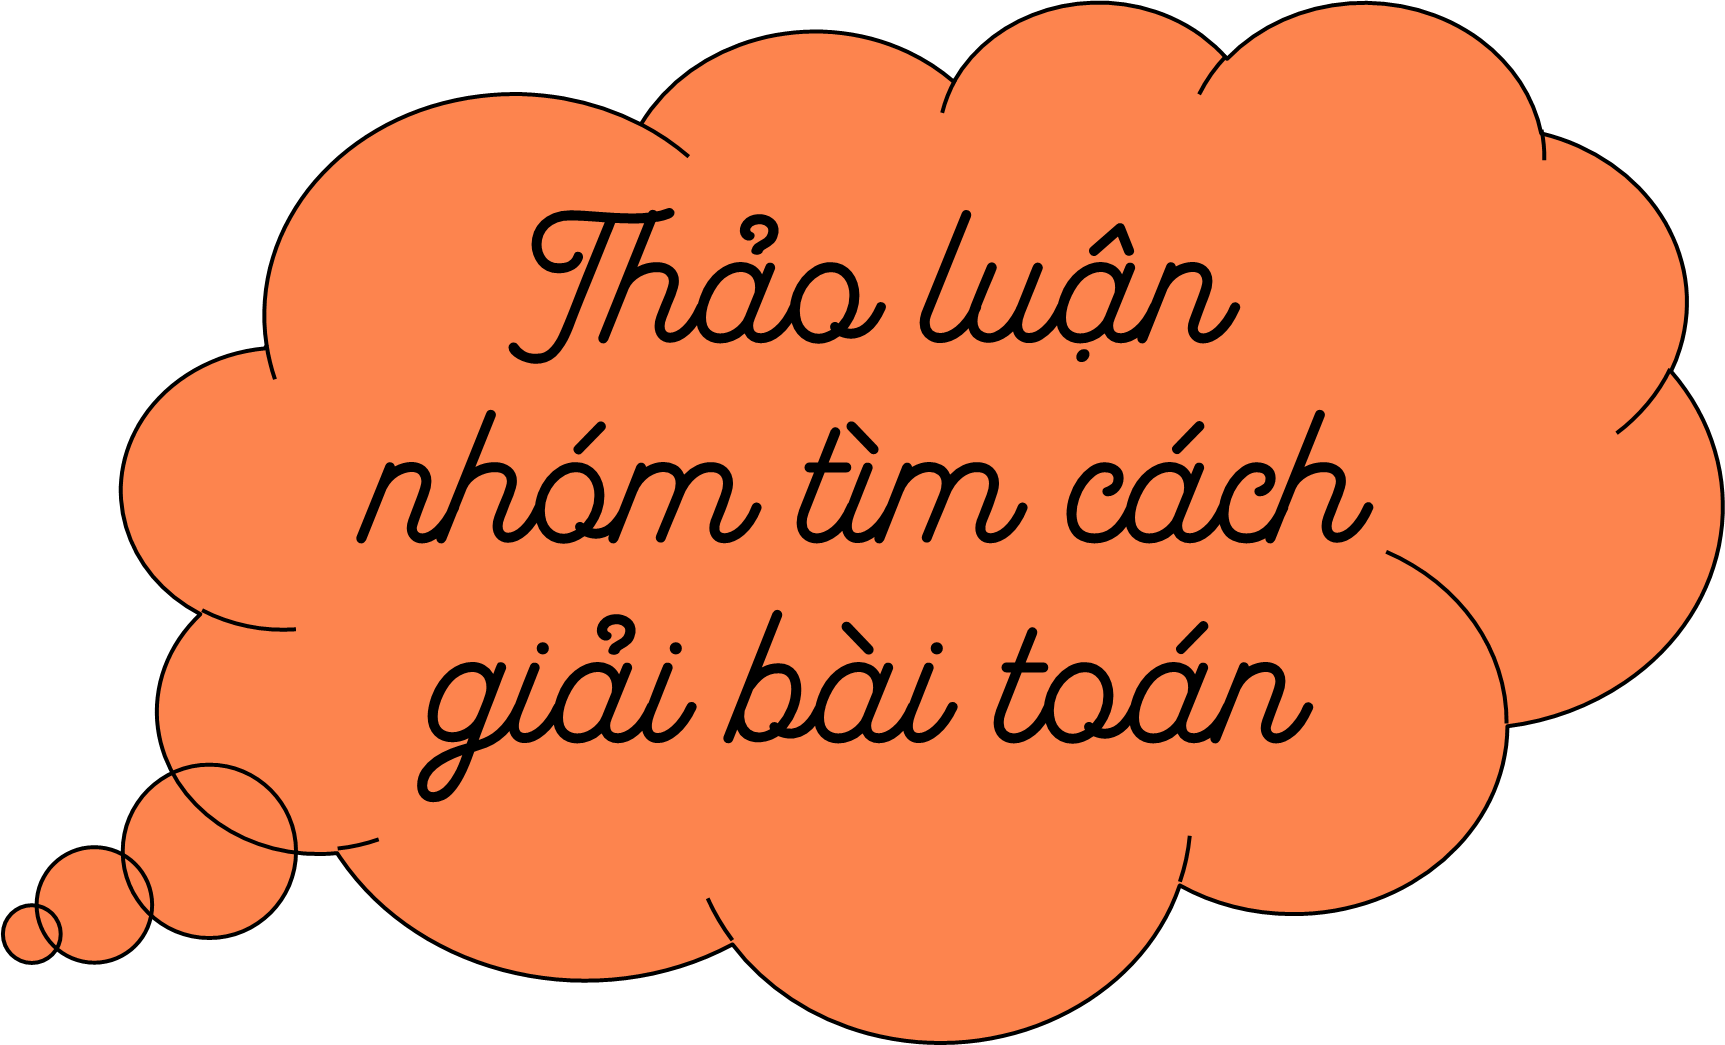 Thảo luận
nhóm tìm cách
giải bài toán